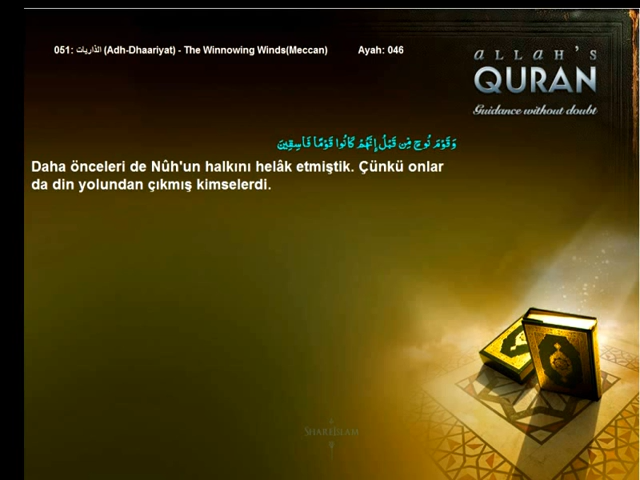 051: الذاريات (Adh-Dhaariyat) - The Winnowing Winds(Meccan) Ayah: 046
ALLAH'S
QURAN
Guidance without doubt
وَقَوْمَ نُوحٍ مِّن قَبْلُ إِنَّهُمْ كَانُوا قَوْمًا فَاسِقِينَ
Daha önceleri de Nûh'un halkını helâk etmiştik. Çünkü onlar
da din yolundan çıkmış kimselerdi.
SHAREISLAM